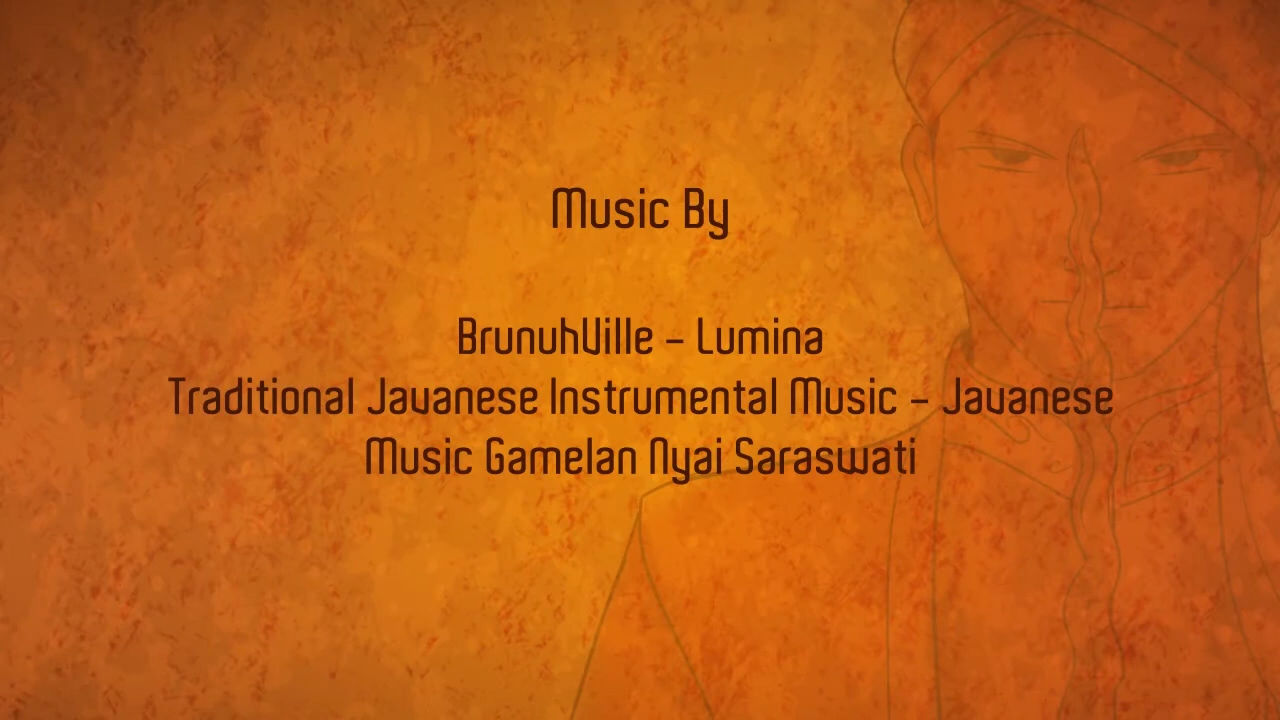 Music By
BrunuhVille - Lumina
Traditional Javanese Instrumental Music - Javanese
Music Gamelan Nyai Saraswati